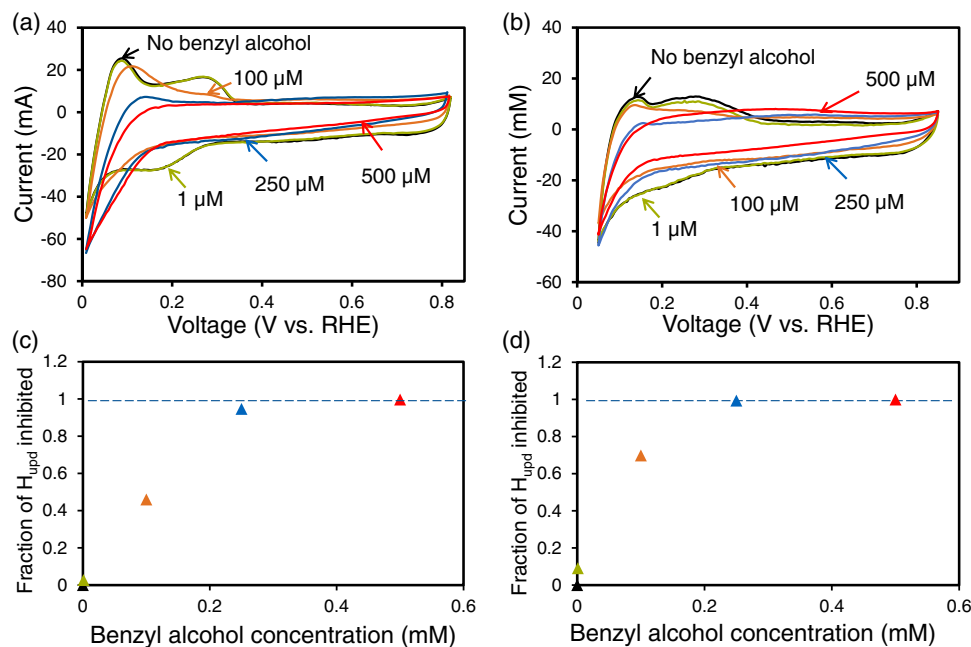 (a)
40
20
0
-20
-40
-60
-80
Current (mA)
No benzyl alcohol
100 µM
1 µM
250 µM
500 µM
0
0.2
0.4
0.6
0.8
Voltage (V vs. RHE)
(b)
40
20
0
-20
-40
-60
Current (mM)
No benzyl alcohol
500 µM
100 µM
250 µM
1 µM
0
0.2
0.4
0.6
0.8
Voltage (V vs. RHE)
(c)
1.2
1
0.8
0.6
0.4
0.2
0
Fraction of Hupd inhibited
0
0.2
0.4
0.6
Benzyl alcohol concentration (mM)
(d)
1.2
1
0.8
0.6
0.4
0.2
0
Fraction of Hupd inhibited
0
0.2
0.4
0.6
Benzyl alcohol concentration (mM)